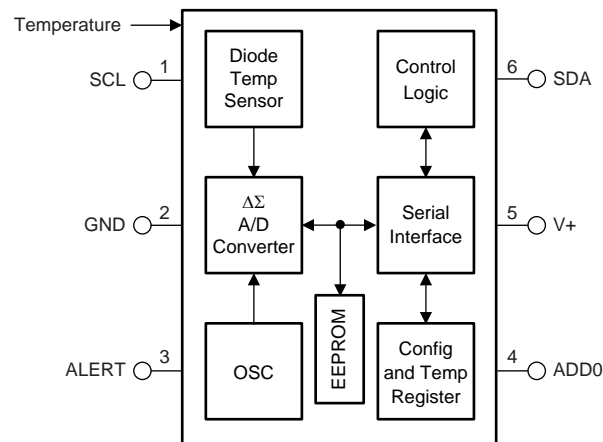 Temperature
SCL
1
Diode
Temp
Sensor
Control
Logic
6
SDA
GND
2
ΔΣ
A/D
Converter
Serial
Interface
5
V+
ALERT
3
OSC
EEPROM
Config
and Temp
Register
4
ADD0